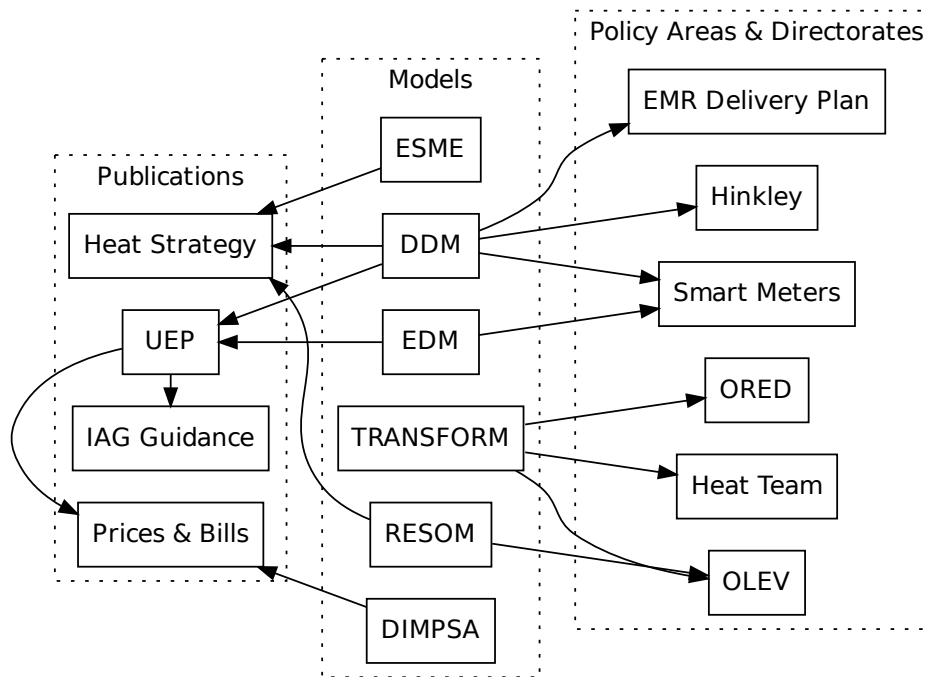 Publications
Heat Strategy
UEP
IAG Guidance
Prices & Bills
Models
ESME
DDM
EDM
TRANSFORM
RESOM
DIMPSA
Policy Areas & Directorates
EMR Delivery Plan
Hinkley
Smart Meters
ORED
Heat Team
OLEV